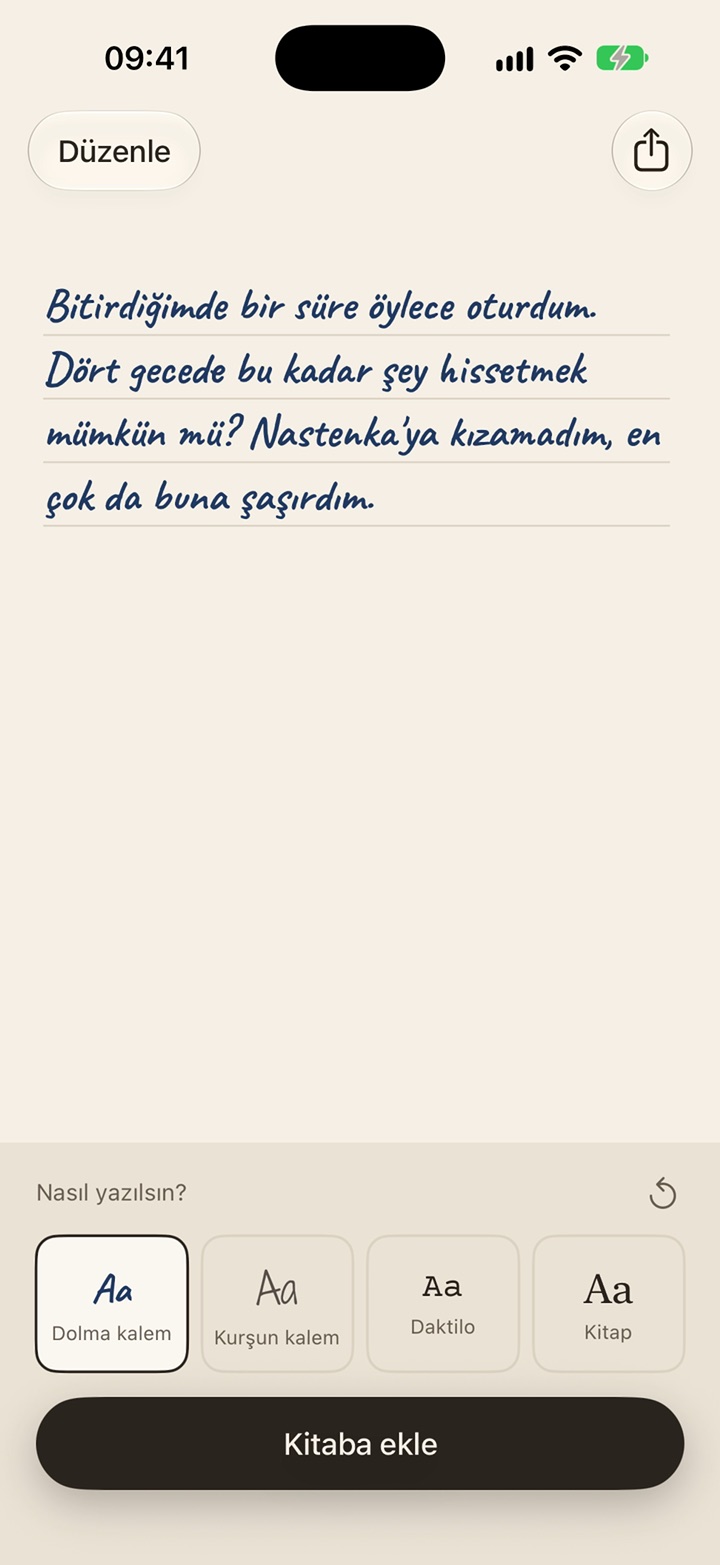 09:41
Düzenle
Bitirdiğimde bir süre öylece oturdum.
Dört gecede bu kadar şey hissetmek
mümkün mü? Nastenka'ya kızamadım, en
çok da buna şaşırdım.
Nasıl yazılsın?
Aa Aa Aa Aa
Dolma kalem Kurşun kalem Daktilo Kitap
Kitaba ekle